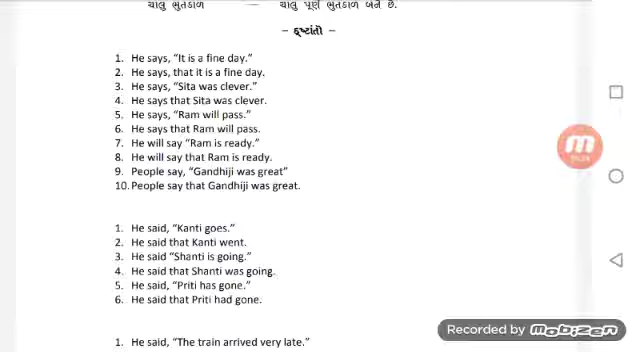 ચાલુ ભુતકાળ — ચાલુ પૂર્ણ ભુતકાળ બને છે.
– દ્રષ્ટાંતો –
1. He says, “It is a fine day.”
2. He says, that it is a fine day.
3. He says, “Sita was clever.”
4. He says that Sita was clever.
5. He says, “Ram will pass.”
6. He says that Ram will pass.
7. He will say “Ram is ready.”
8. He will say that Ram is ready.
9. People say, “Gandhiji was great”
10. People say that Gandhiji was great.
1. He said, “Kanti goes.”
2. He said that Kanti went.
3. He said “Shanti is going.”
4. He said that Shanti was going.
5. He said, “Priti has gone.”
6. He said that Priti had gone.
1. He said, “The train arrived very late.”
Recorded by Mobizen